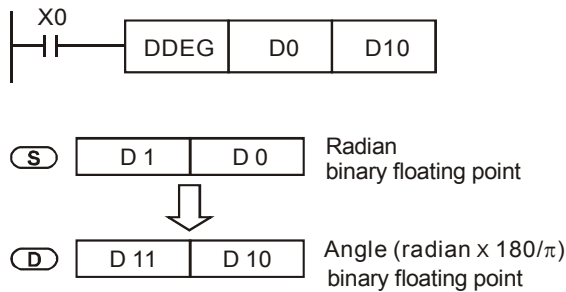 X0
DDEG D0 D10
S D 1 D 0 Radian
binary floating point
D D 11 D 10 Angle (radian x 180/π)
binary floating point